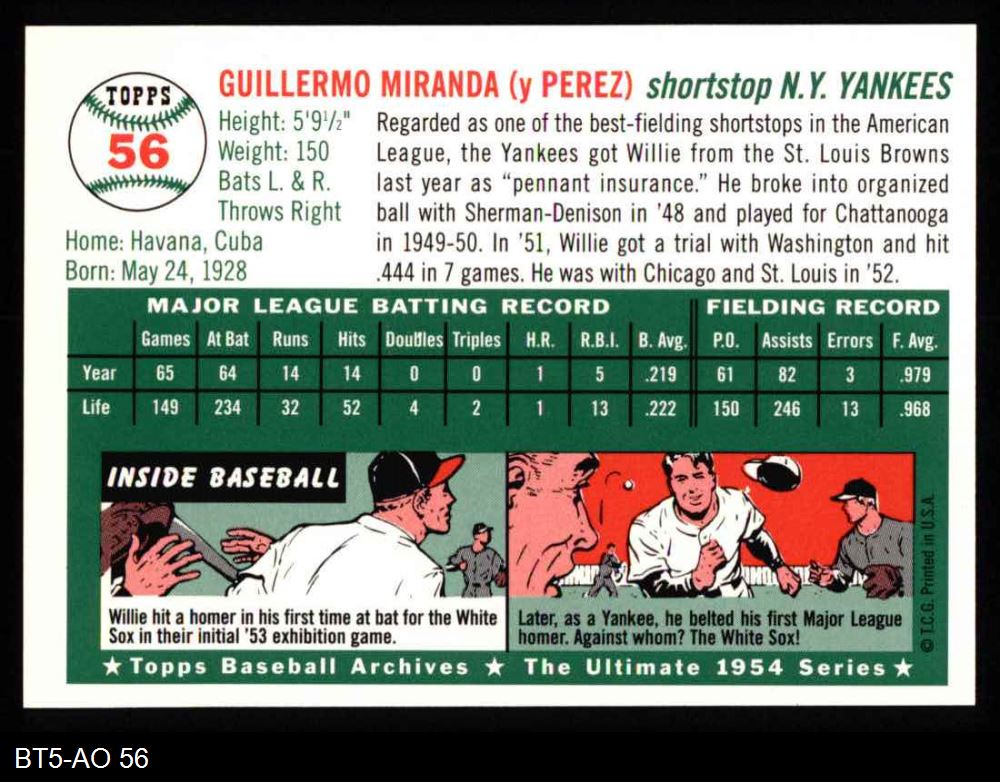 TOPPS
56
GUILLERMO MIRANDA (y PEREZ) shortstop N.Y. YANKEES
Height: 5'9½"
Weight: 150
Bats L. & R.
Throws Right
Home: Havana, Cuba
Born: May 24, 1928
Regarded as one of the best-fielding shortstops in the American
League, the Yankees got Willie from the St. Louis Browns
last year as "pennant insurance." He broke into organized
ball with Sherman-Denison in '48 and played for Chattanooga
in 1949-50. In '51, Willie got a trial with Washington and hit
.444 in 7 games. He was with Chicago and St. Louis in '52.
MAJOR LEAGUE BATTING RECORD FIELDING RECORD
Games At Bat Runs Hits Doubles Triples H.R. R.B.I. B. Avg. P.O. Assists Errors F. Avg.
Year 65 64 14 14 0 0 1 5 .219 61 82 3 .979
Life 149 234 32 52 4 2 1 13 .222 150 246 13 .968
INSIDE BASEBALL
Willie hit a homer in his first time at bat for the White
Sox in their initial '53 exhibition game.
Later, as a Yankee, he belted his first Major League
homer. Against whom? The White Sox!
© T.C.G. Printed in U.S.A.
★ Topps Baseball Archives ★ The Ultimate 1954 Series ★
BT5-AO 56